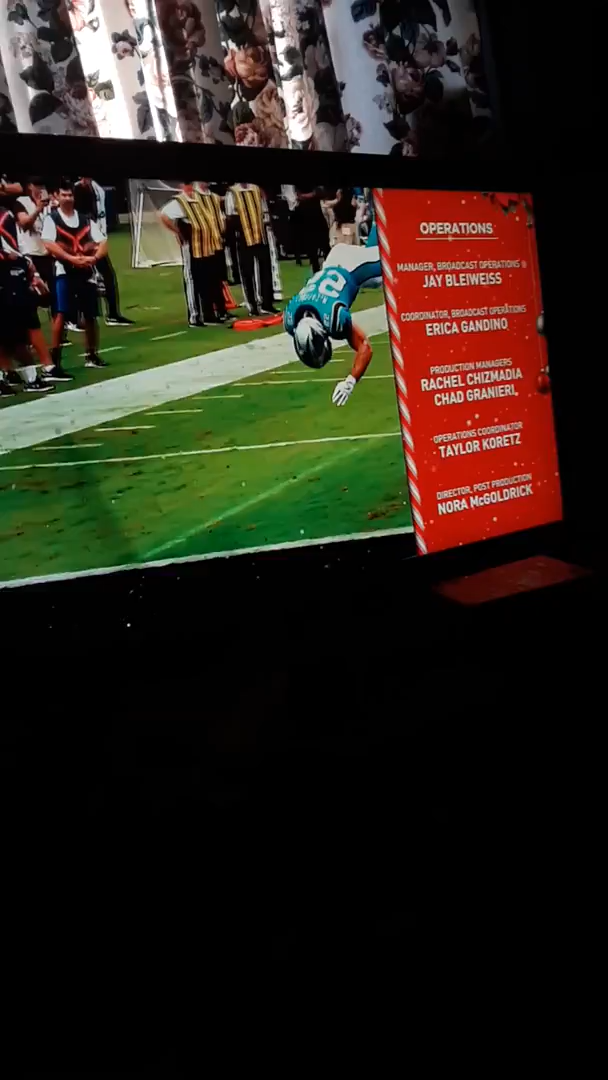 OPERATIONS
MANAGER, BROADCAST OPERATIONS
JAY BLEIWEISS
COORDINATOR, BROADCAST OPERATIONS
ERICA GANDINO
PRODUCTION MANAGERS
RACHEL CHIZMADIA
CHAD GRANIERI
OPERATIONS COORDINATOR
TAYLOR KORETZ
DIRECTOR, POST PRODUCTION
NORA McGOLDRICK